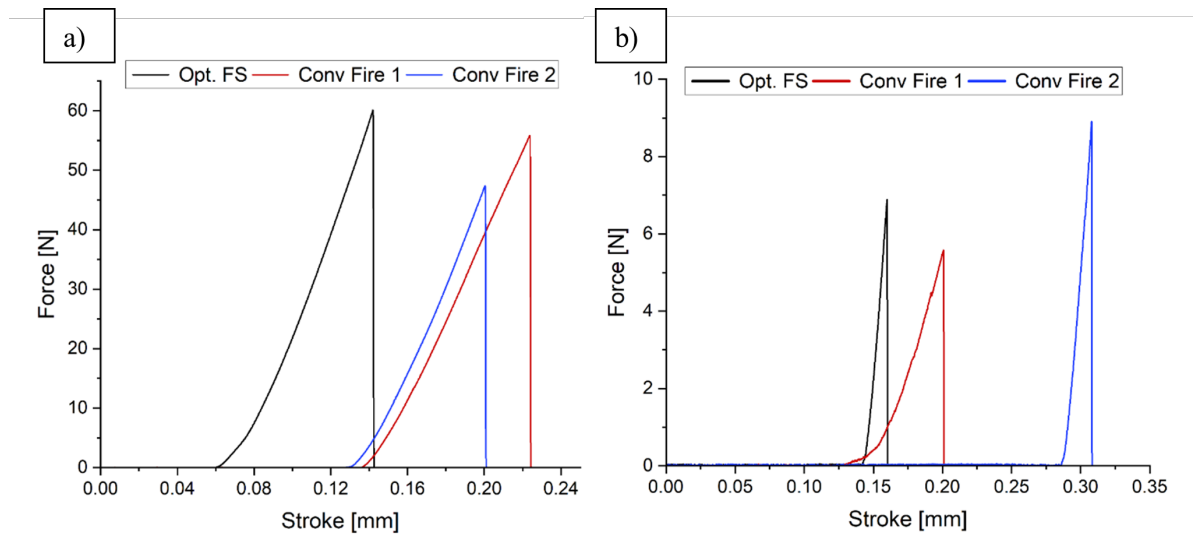 a)
Opt. FS Conv Fire 1 Conv Fire 2
60
50
40
30
20
10
0
Force [N]
0.00 0.04 0.08 0.12 0.16 0.20 0.24
Stroke [mm]
b)
Opt. FS Conv Fire 1 Conv Fire 2
10
8
6
4
2
0
Force [N]
0.00 0.05 0.10 0.15 0.20 0.25 0.30 0.35
Stroke [mm]